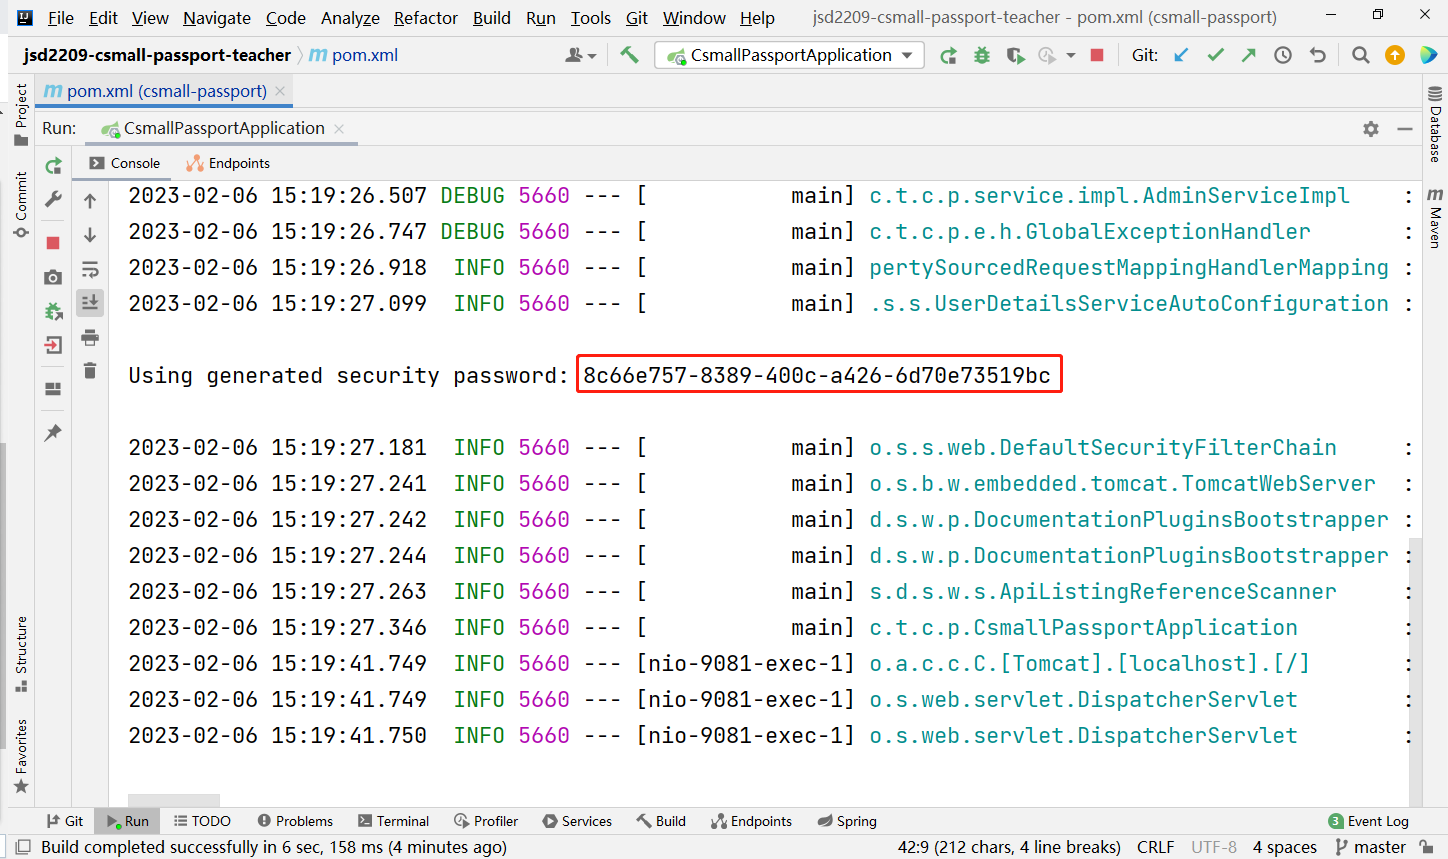 File Edit View Navigate Code Analyze Refactor Build Run Tools Git Window Help jsd2209-csmall-passport-teacher - pom.xml (csmall-passport)
jsd2209-csmall-passport-teacher m pom.xml CsmallPassportApplication Git:
m pom.xml (csmall-passport)
Run: CsmallPassportApplication
Console Endpoints
2023-02-06 15:19:26.507 DEBUG 5660 --- [           main] c.t.c.p.service.impl.AdminServiceImpl    :
2023-02-06 15:19:26.747 DEBUG 5660 --- [           main] c.t.c.p.e.h.GlobalExceptionHandler       :
2023-02-06 15:19:26.918  INFO 5660 --- [           main] pertySourcedRequestMappingHandlerMapping :
2023-02-06 15:19:27.099  INFO 5660 --- [           main] .s.s.UserDetailsServiceAutoConfiguration :
Using generated security password: 8c66e757-8389-400c-a426-6d70e73519bc
2023-02-06 15:19:27.181  INFO 5660 --- [           main] o.s.s.web.DefaultSecurityFilterChain     :
2023-02-06 15:19:27.241  INFO 5660 --- [           main] o.s.b.w.embedded.tomcat.TomcatWebServer  :
2023-02-06 15:19:27.242  INFO 5660 --- [           main] d.s.w.p.DocumentationPluginsBootstrapper :
2023-02-06 15:19:27.244  INFO 5660 --- [           main] d.s.w.p.DocumentationPluginsBootstrapper :
2023-02-06 15:19:27.263  INFO 5660 --- [           main] s.d.s.w.s.ApiListingReferenceScanner     :
2023-02-06 15:19:27.346  INFO 5660 --- [           main] c.t.c.p.CsmallPassportApplication        :
2023-02-06 15:19:41.749  INFO 5660 --- [nio-9081-exec-1] o.a.c.c.C.[Tomcat].[localhost].[/]       :
2023-02-06 15:19:41.749  INFO 5660 --- [nio-9081-exec-1] o.s.web.servlet.DispatcherServlet        :
2023-02-06 15:19:41.750  INFO 5660 --- [nio-9081-exec-1] o.s.web.servlet.DispatcherServlet        :
Project
Commit
Structure
Favorites
Database
m Maven
Git Run TODO Problems Terminal Profiler Services Build Endpoints Spring 3 Event Log
Build completed successfully in 6 sec, 158 ms (4 minutes ago) 42:9 (212 chars, 4 line breaks) CRLF UTF-8 4 spaces master